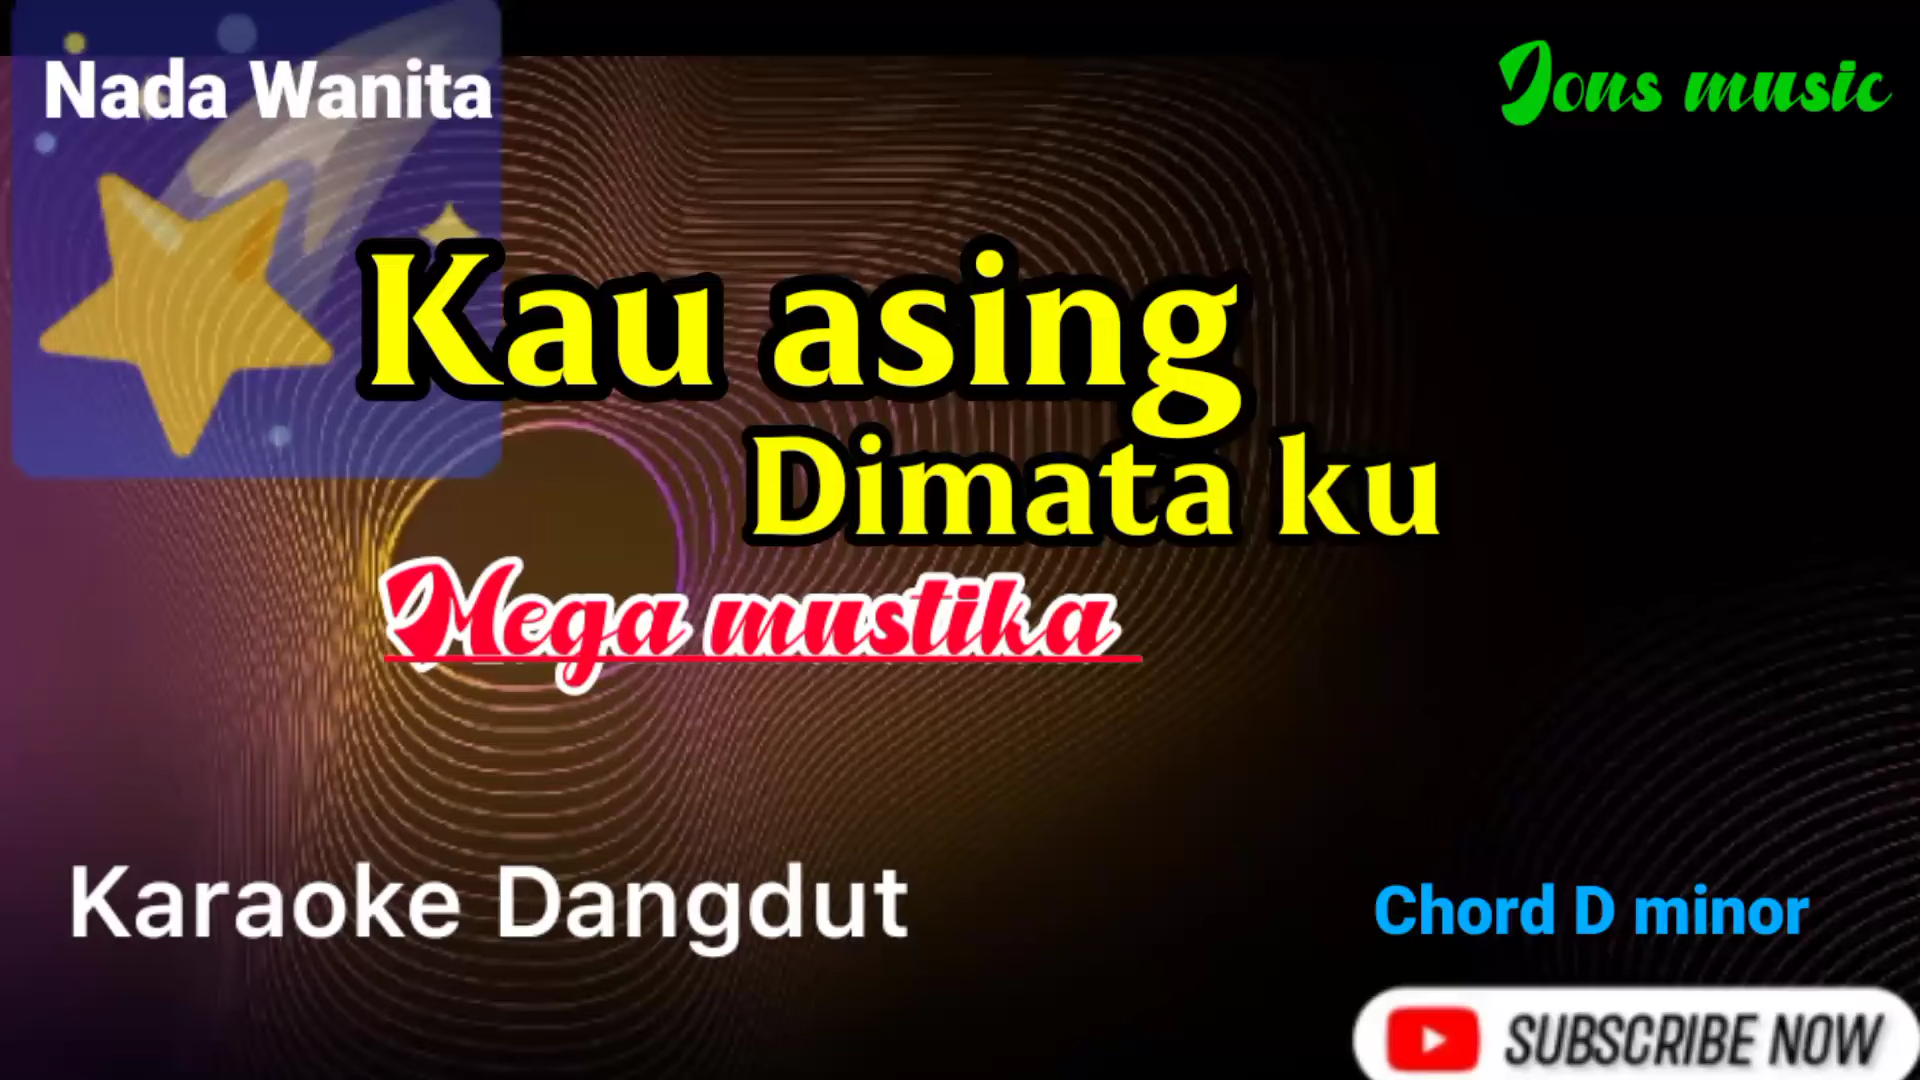 Nada Wanita
Jons music
Kau asing
Dimata ku
Mega mustika
Karaoke Dangdut
Chord D minor
SUBSCRIBE NOW